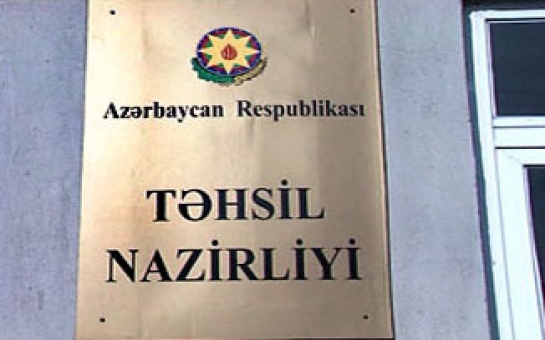 Azərbaycan Respublikası
TƏHSİL
NAZİRLİYİ